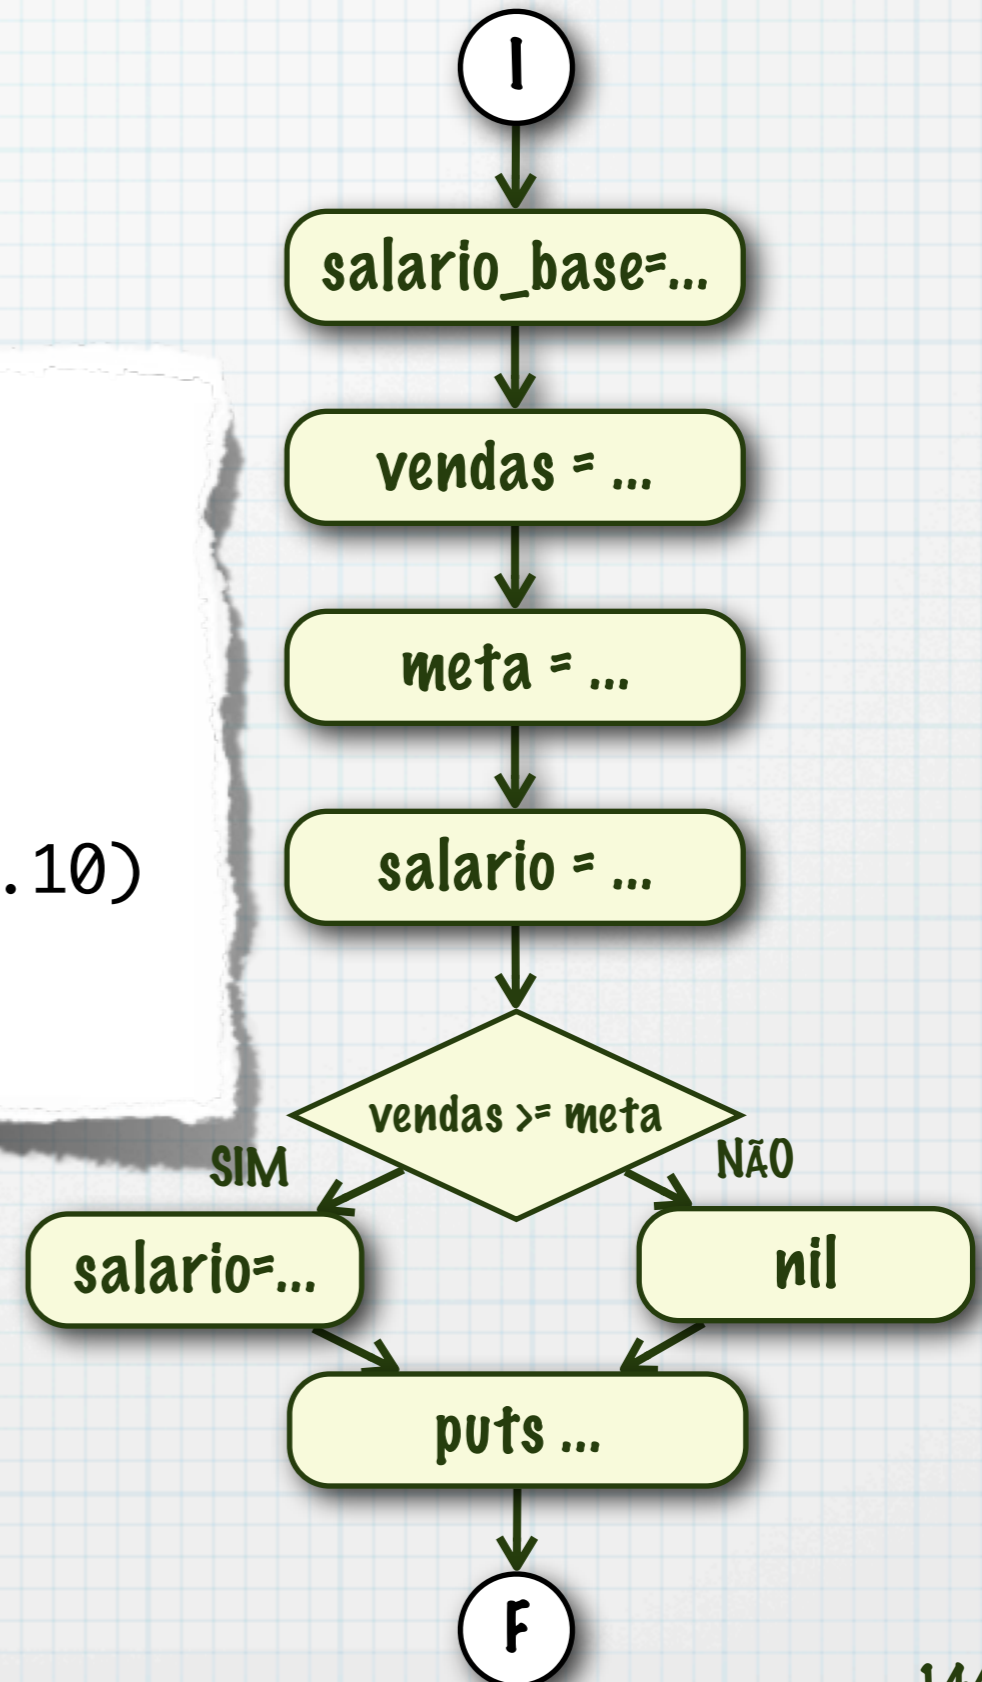 I
salario_base=...
vendas = ...
meta = ...
.10)
salario = ...
vendas >= meta
SIM
NÃO
salario=...
nil
puts ...
F